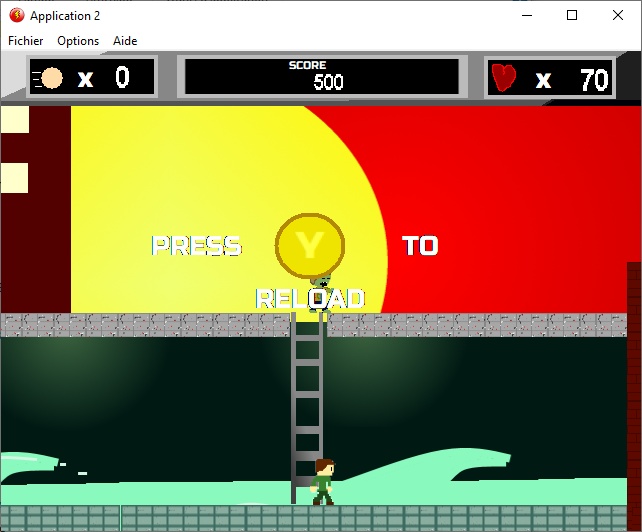 Application 2
Fichier Options Aide
x 0
SCORE
500
x 70
PRESS Y TO
RELOAD